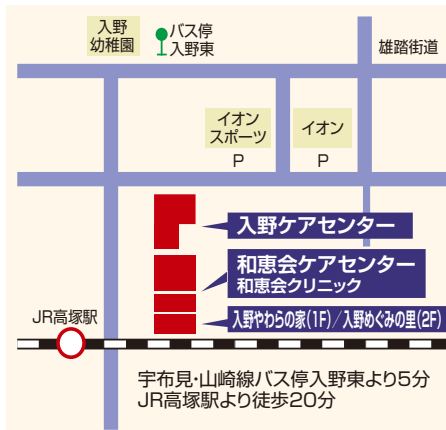 入野
幼稚園
バス停
入野東
雄踏街道
イオン
スポーツ
イオン
P
P
入野ケアセンター
和恵会ケアセンター
和恵会クリニック
入野やわらの家(1F)/入野めぐみの里(2F)
JR高塚駅
宇布見・山崎線バス停入野東より5分
JR高塚駅より徒歩20分